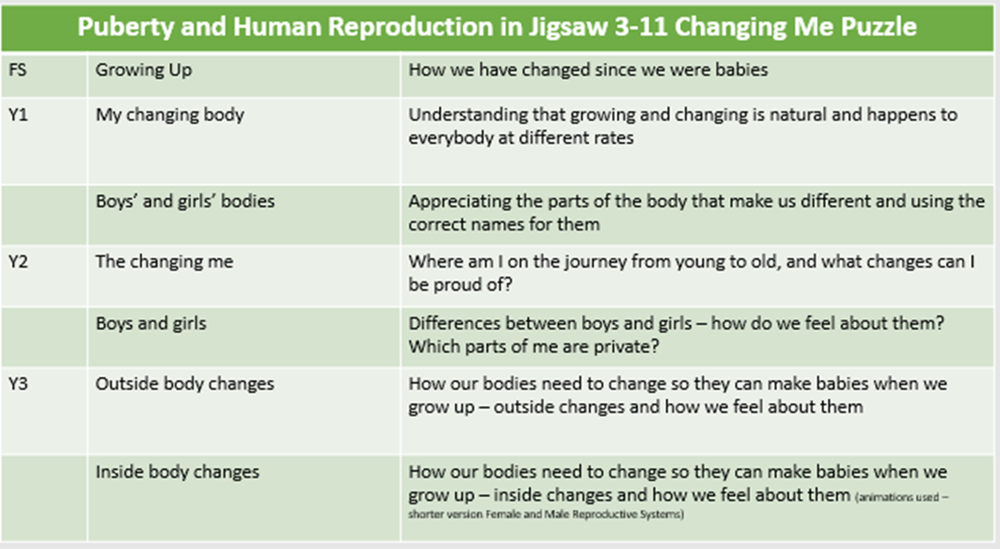 Puberty and Human Reproduction in Jigsaw 3-11 Changing Me Puzzle
FS Growing Up How we have changed since we were babies
Y1 My changing body Understanding that growing and changing is natural and happens to
everybody at different rates
Boys’ and girls’ bodies Appreciating the parts of the body that make us different and using the
correct names for them
Y2 The changing me Where am I on the journey from young to old, and what changes can I
be proud of?
Boys and girls Differences between boys and girls – how do we feel about them?
Which parts of me are private?
Y3 Outside body changes How our bodies need to change so they can make babies when we
grow up – outside changes and how we feel about them
Inside body changes How our bodies need to change so they can make babies when we
grow up – inside changes and how we feel about them (animations used –
shorter version Female and Male Reproductive Systems)